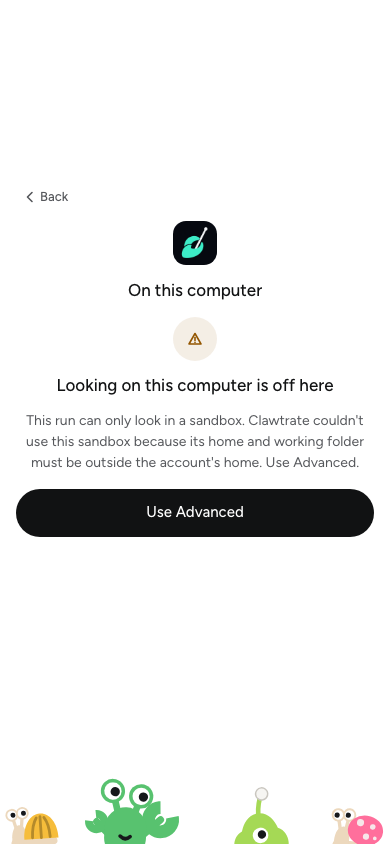 Back
On this computer
Looking on this computer is off here
This run can only look in a sandbox. Clawtrate couldn't
use this sandbox because its home and working folder
must be outside the account's home. Use Advanced.
Use Advanced